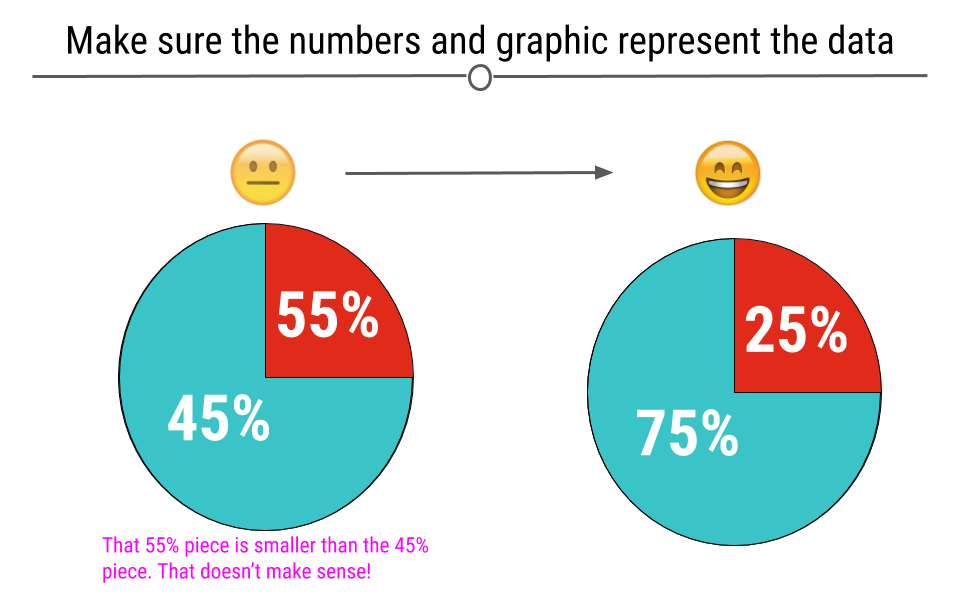 Make sure the numbers and graphic represent the data
55%
45%
25%
75%
That 55% piece is smaller than the 45%
piece. That doesn't make sense!